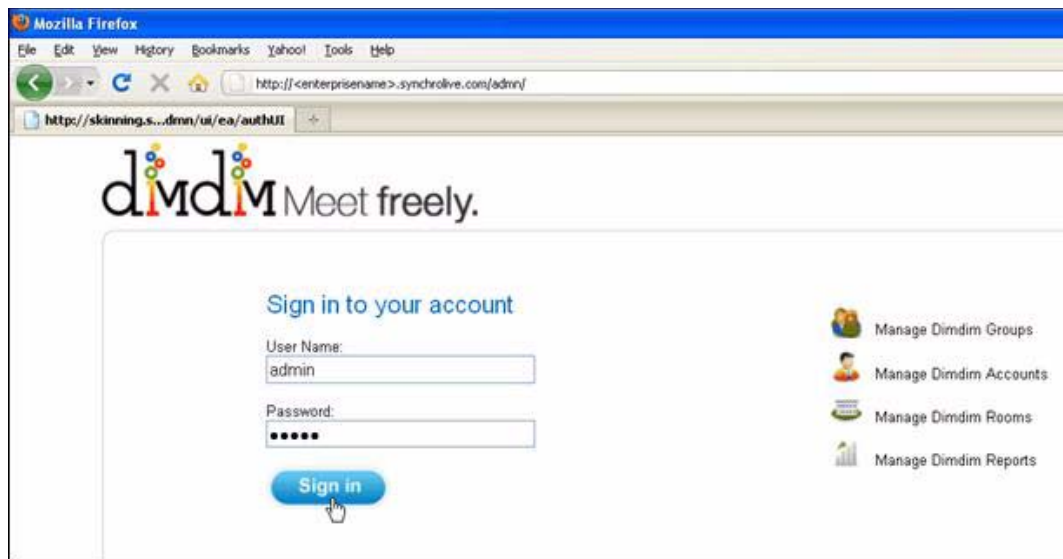 Mozilla Firefox
File Edit View History Bookmarks Yahoo! Tools Help
http://<enterprisename>.synchrolive.com/admn/
http://skinning.s...dmn/ui/ea/authUI
dimdim Meet freely.
Sign in to your account
User Name:
admin
Manage Dimdim Groups
Manage Dimdim Accounts
Password:
•••••
Manage Dimdim Rooms
Manage Dimdim Reports
Sign in